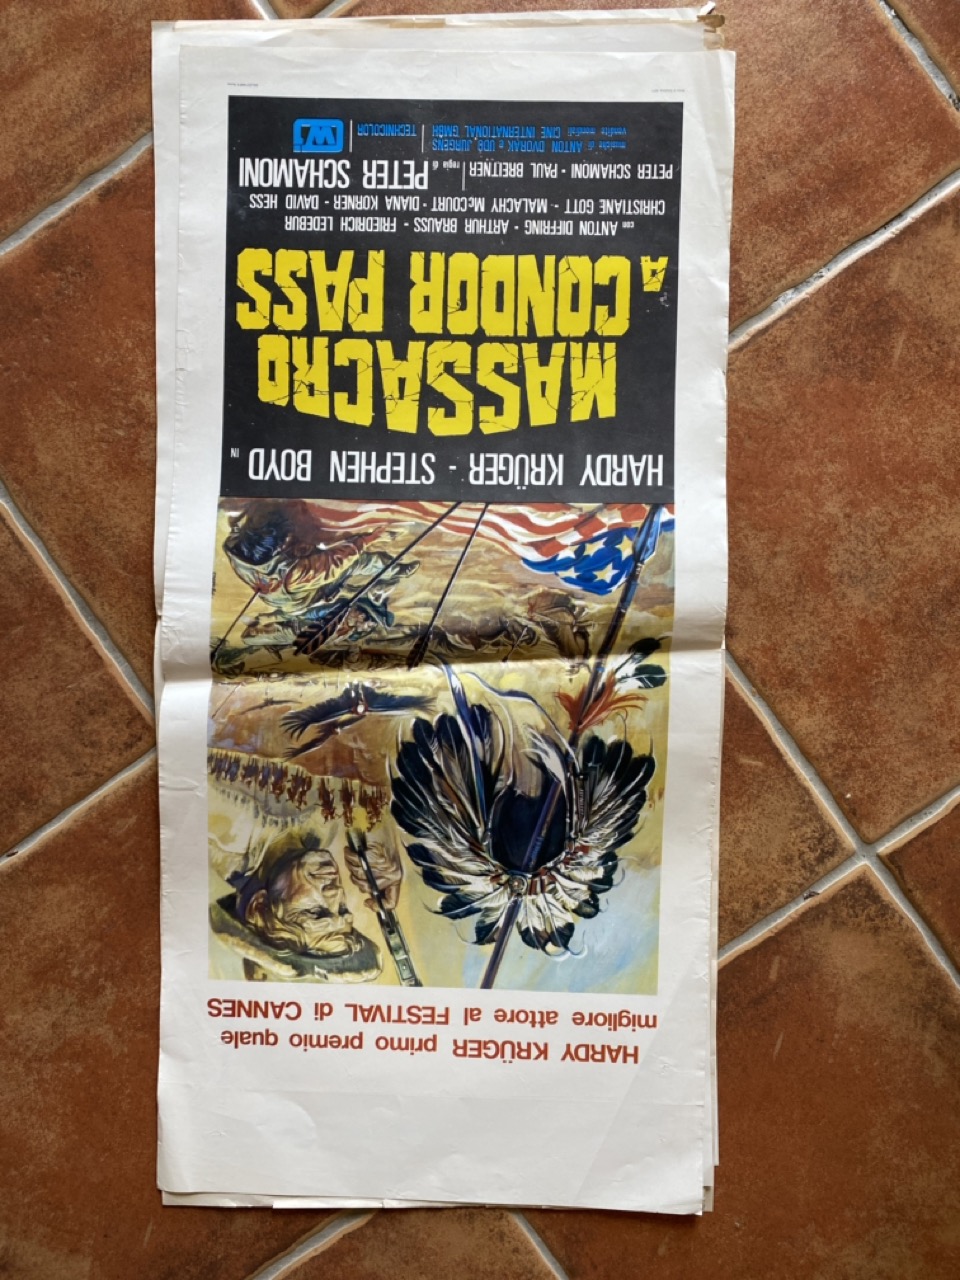 HARDY KRÜGER primo premio quale
migliore attore al FESTIVAL di CANNES
HARDY KRÜGER - STEPHEN BOYD IN
MASSACRO
A CONDOR PASS
con ANTON DIFFRING - ARTHUR BRAUSS - FRIEDRICH LEDEBUR
CHRISTIANE GOTT - MALACHY McCOURT - DIANA KORNER - DAVID HESS
PETER SCHAMONI - PAUL BREITNER | regia di PETER SCHAMONI
musiche di ANTON DVORAK e UDO JURGENS
vendite mondiali CINE INTERNATIONAL GMBH
TECHNICOLOR